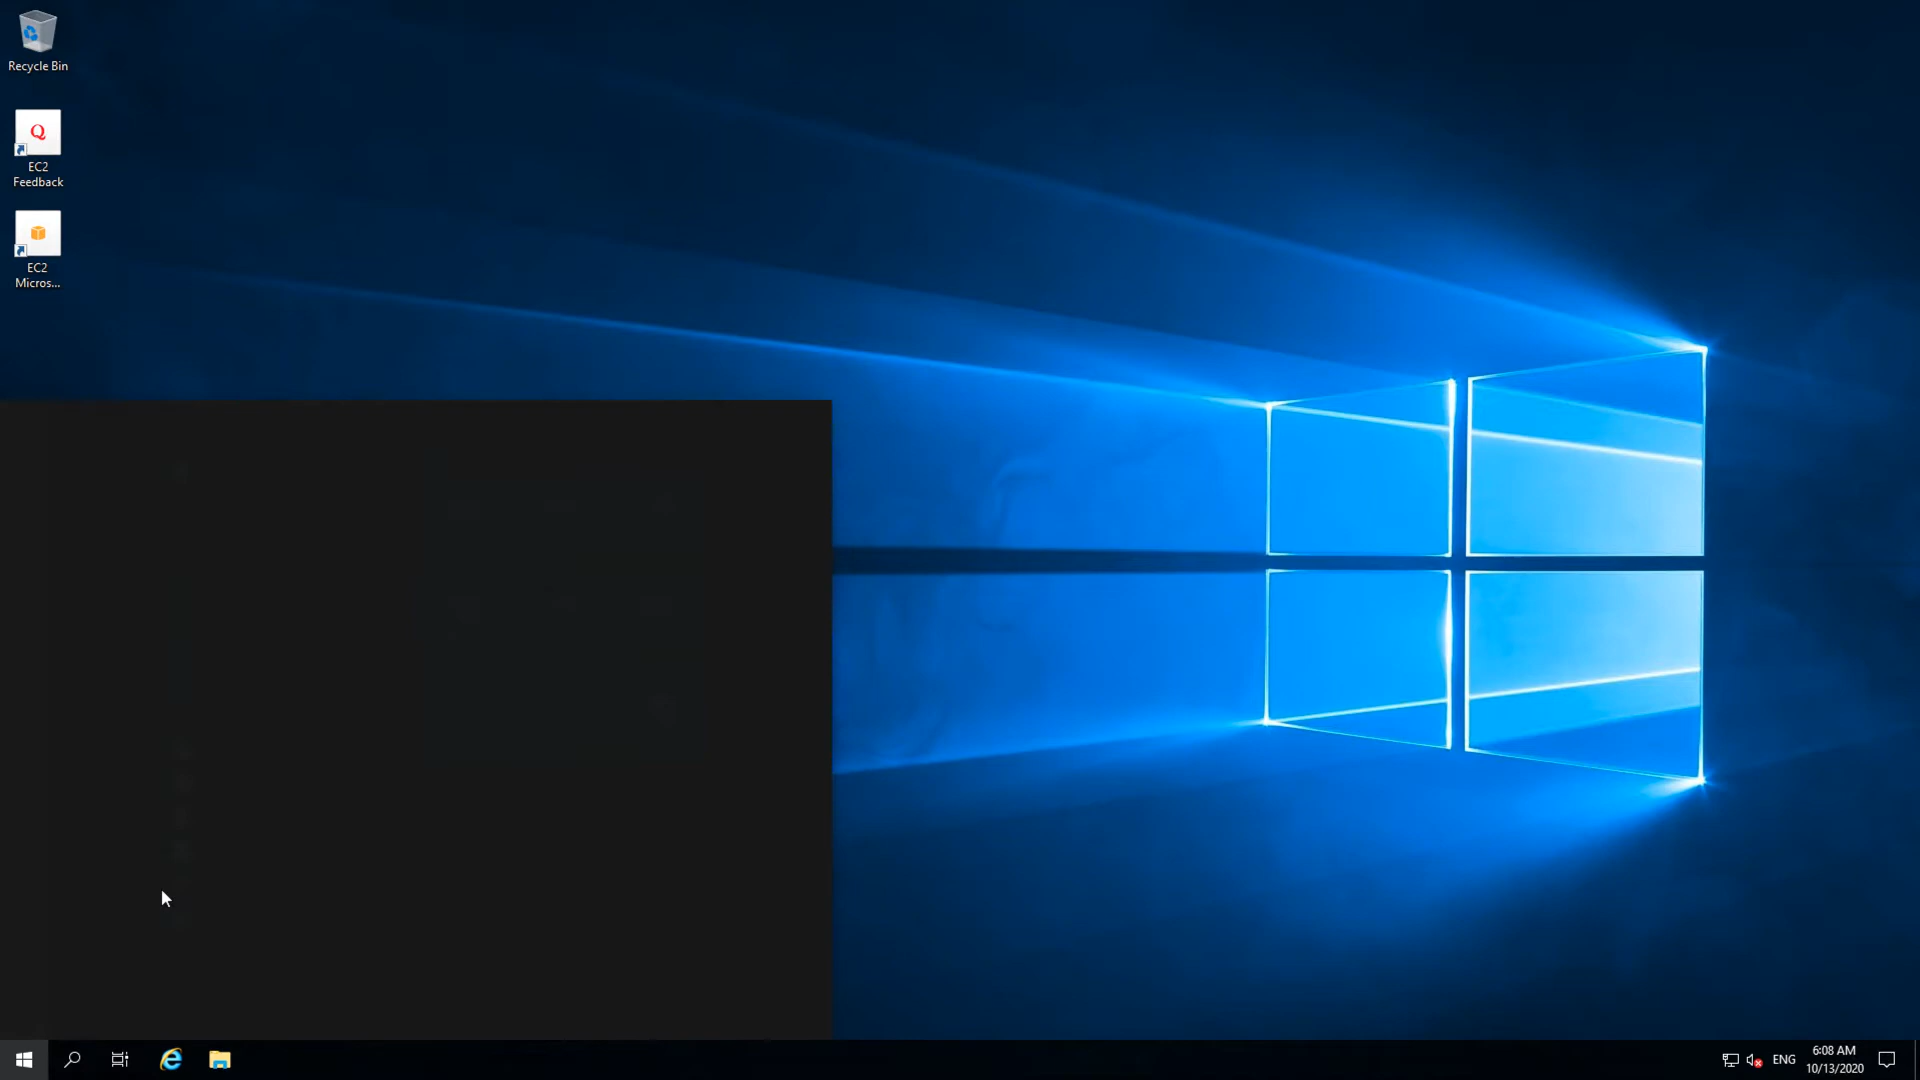 Recycle Bin
Q
EC2
Feedback
EC2
Micros...
ENG
6:08 AM
10/13/2020